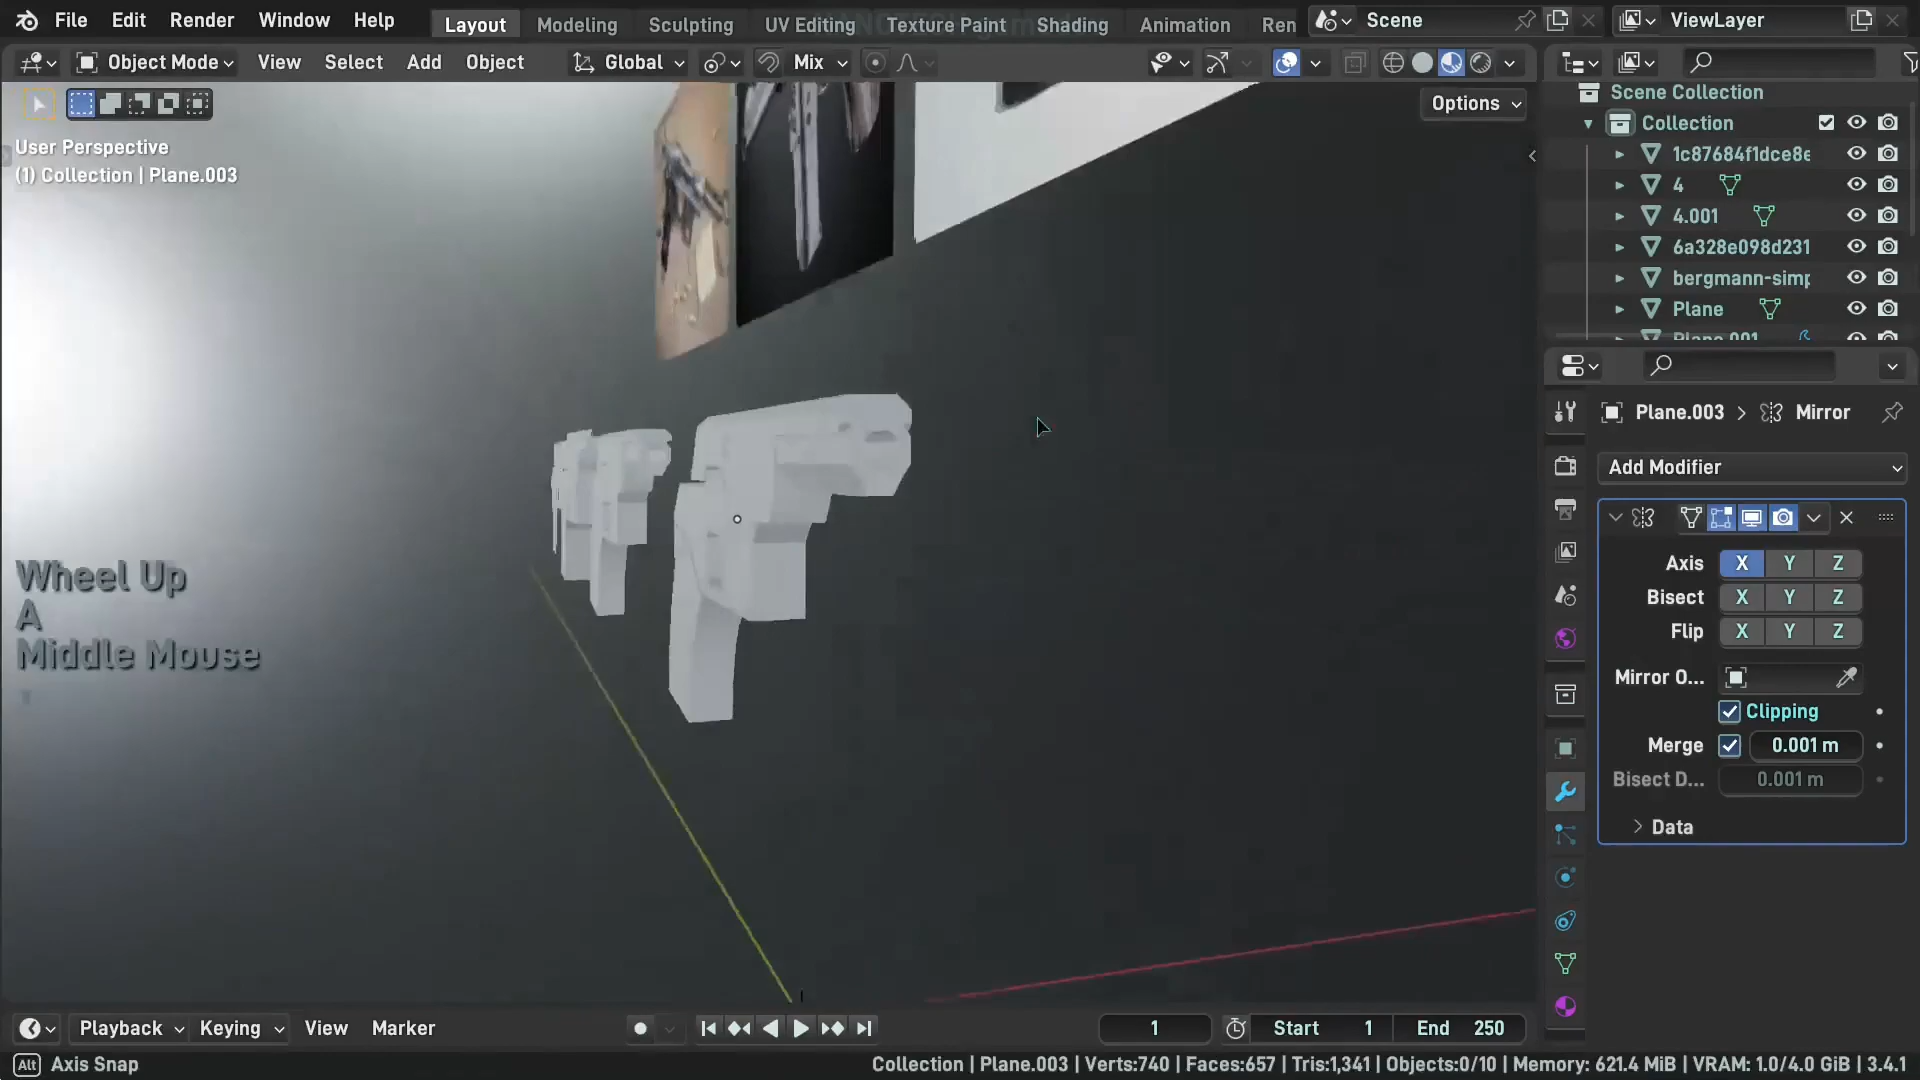 File Edit Render Window Help Layout Modeling Sculpting UV Editing Texture Paint Shading Animation Ren Scene ViewLayer
Object Mode View Select Add Object Global Mix
Options
User Perspective
(1) Collection | Plane.003
Scene Collection
Collection
1c87684f1dce8e
4
4.001
6a328e098d231
bergmann-simp
Plane
Plane.001
Plane.003 > Mirror
Add Modifier
Axis X Y Z
Bisect X Y Z
Flip X Y Z
Mirror O...
Clipping
Merge 0.001 m
Bisect D... 0.001 m
Data
Wheel Up
A
Middle Mouse
Playback Keying View Marker 1 Start 1 End 250
Alt Axis Snap Collection | Plane.003 | Verts:740 | Faces:657 | Tris:1,341 | Objects:0/10 | Memory: 621.4 MiB | VRAM: 1.0/4.0 GiB | 3.4.1